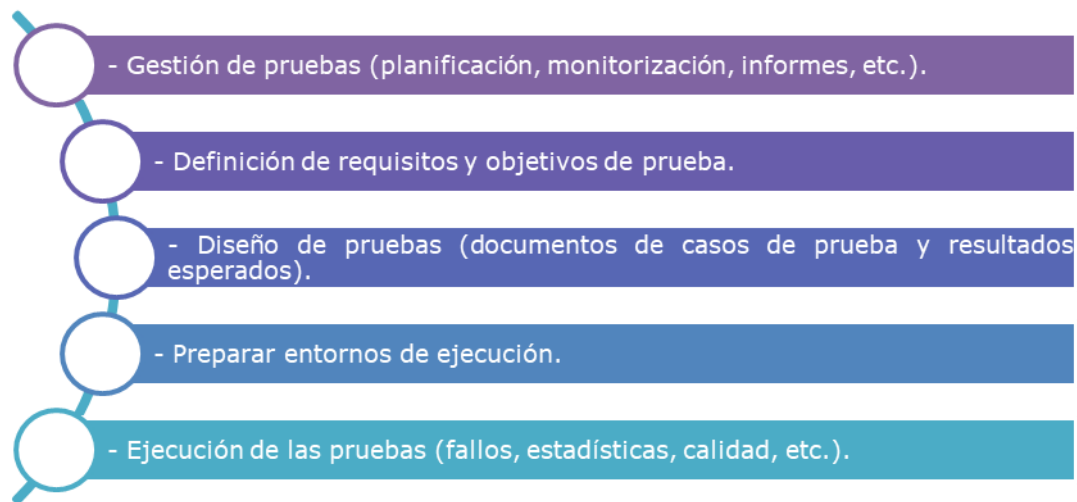 - Gestión de pruebas (planificación, monitorización, informes, etc.).
- Definición de requisitos y objetivos de prueba.
- Diseño de pruebas (documentos de casos de prueba y resultados
esperados).
- Preparar entornos de ejecución.
- Ejecución de las pruebas (fallos, estadísticas, calidad, etc.).